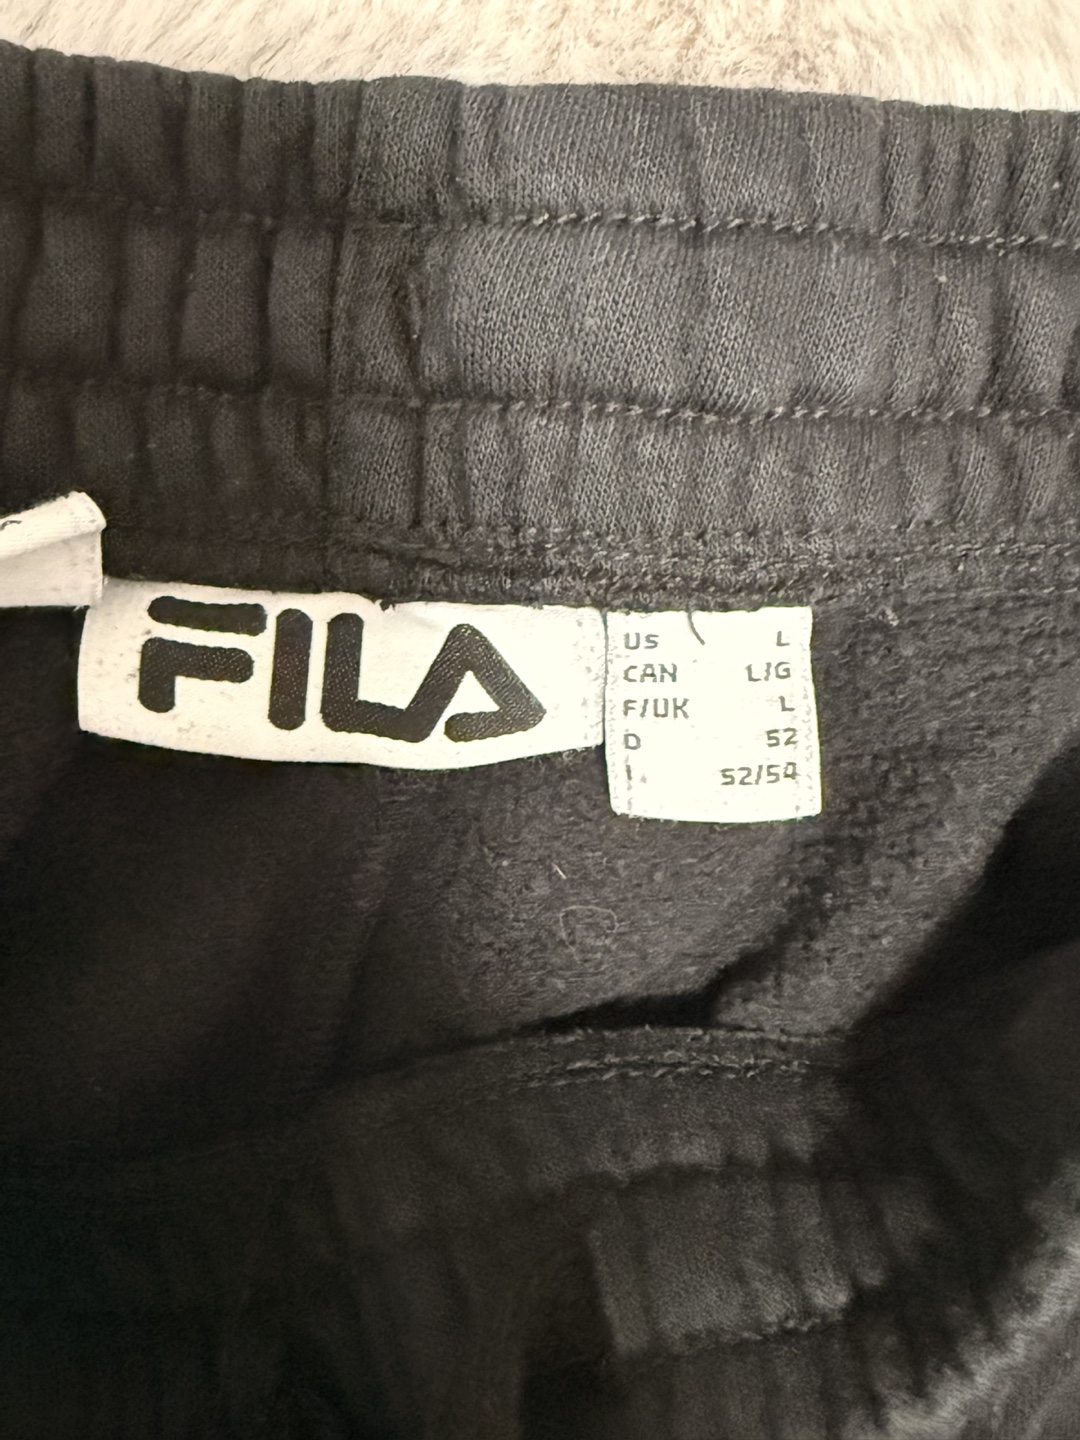 FILA
US L
CAN L/G
F/UK L
D 52
I 52/54